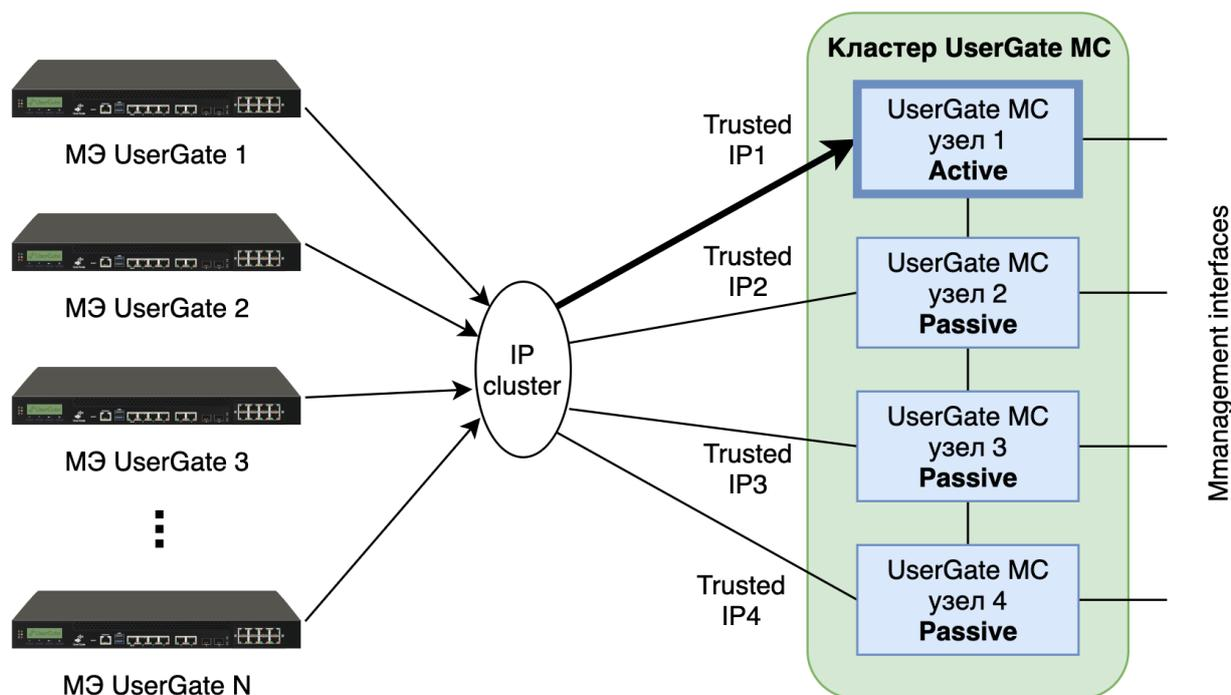 Кластер UserGate MC
UserGate MC
узел 1
Active
Trusted
IP1
МЭ UserGate 1
Trusted
IP2
UserGate MC
узел 2
Passive
МЭ UserGate 2
IP
cluster
UserGate MC
узел 3
Passive
Trusted
IP3
МЭ UserGate 3
UserGate MC
узел 4
Passive
Trusted
IP4
МЭ UserGate N
Mmanagement interfaces